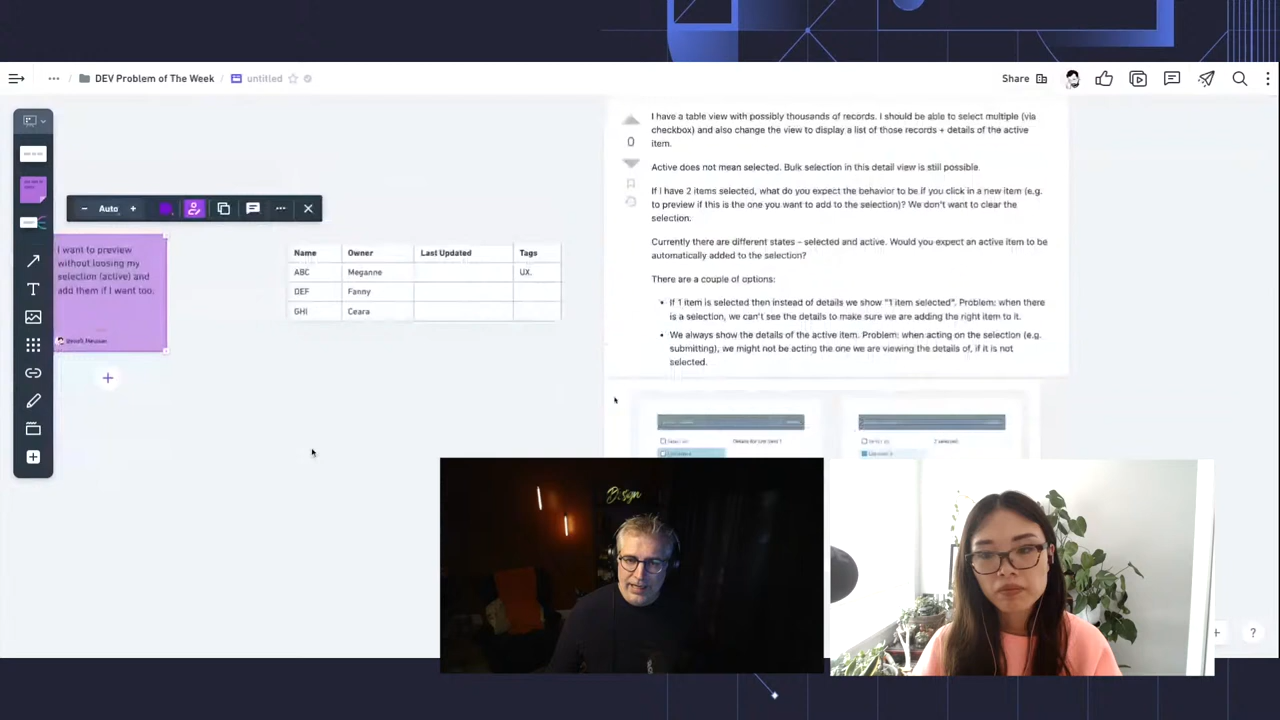 DEV Problem of The Week / untitled
Share
Auto
I want to preview
without loosing my
selection (active) and
add them if I want too.
Name Owner Last Updated Tags
ABC Meganne UX.
DEF Fanny
GHI Ceara
0
I have a table view with possibly thousands of records. I should be able to select multiple (via
checkbox) and also change the view to display a list of those records + details of the active
item.
Active does not mean selected. Bulk selection in this detail view is still possible.
If I have 2 items selected, what do you expect the behavior to be if you click in a new item (e.g.
to preview if this is the one you want to add to the selection)? We don't want to clear the
selection.
Currently there are different states - selected and active. Would you expect an active item to be
automatically added to the selection?
There are a couple of options:
If 1 item is selected then instead of details we show "1 item selected". Problem: when there
is a selection, we can't see the details to make sure we are adding the right item to it.
We always show the details of the active item. Problem: when acting on the selection (e.g.
submitting), we might not be acting the one we are viewing the details of, if it is not
selected.
2 selected
Design